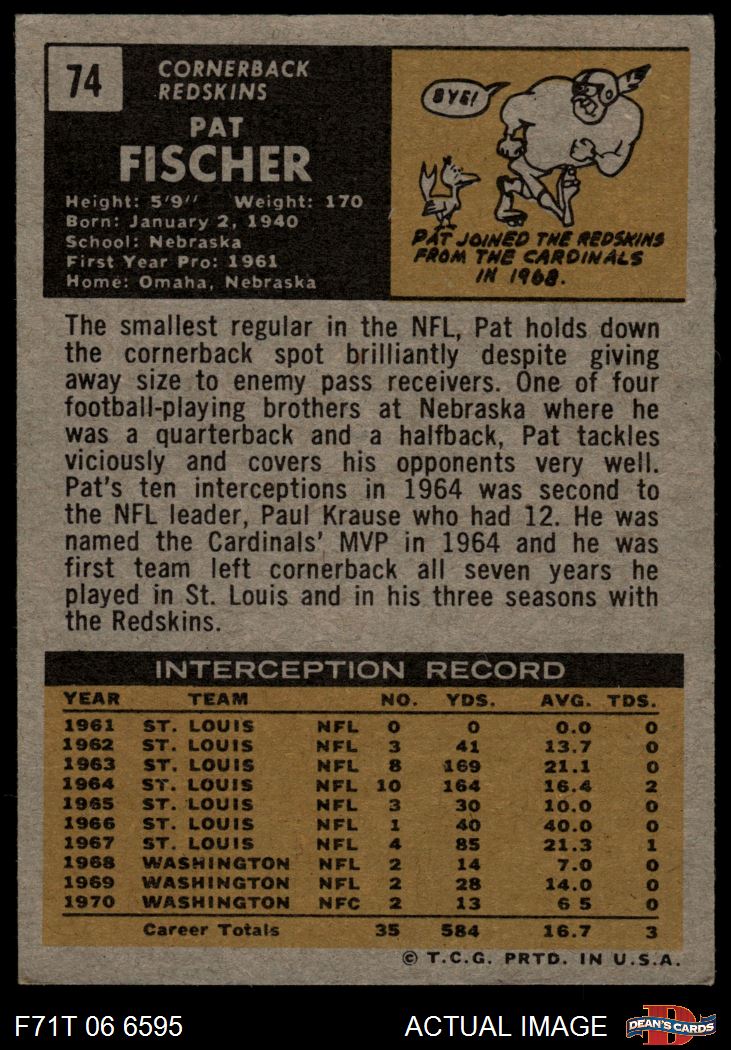 74
CORNERBACK
REDSKINS
PAT
FISCHER
Height: 5'9" Weight: 170
Born: January 2, 1940
School: Nebraska
First Year Pro: 1961
Home: Omaha, Nebraska
BYE!
PAT JOINED THE REDSKINS
FROM THE CARDINALS
IN 1968.
The smallest regular in the NFL, Pat holds down
the cornerback spot brilliantly despite giving
away size to enemy pass receivers. One of four
football-playing brothers at Nebraska where he
was a quarterback and a halfback, Pat tackles
viciously and covers his opponents very well.
Pat's ten interceptions in 1964 was second to
the NFL leader, Paul Krause who had 12. He was
named the Cardinals' MVP in 1964 and he was
first team left cornerback all seven years he
played in St. Louis and in his three seasons with
the Redskins.
INTERCEPTION RECORD
YEAR TEAM NO. YDS. AVG. TDS.
1961 ST. LOUIS NFL 0 0 0.0 0
1962 ST. LOUIS NFL 3 41 13.7 0
1963 ST. LOUIS NFL 8 169 21.1 0
1964 ST. LOUIS NFL 10 164 16.4 2
1965 ST. LOUIS NFL 3 30 10.0 0
1966 ST. LOUIS NFL 1 40 40.0 0
1967 ST. LOUIS NFL 4 85 21.3 1
1968 WASHINGTON NFL 2 14 7.0 0
1969 WASHINGTON NFL 2 28 14.0 0
1970 WASHINGTON NFC 2 13 6 5 0
Career Totals 35 584 16.7 3
© T.C.G. PRTD. IN U.S.A.
F71T 06 6595 ACTUAL IMAGE D DEAN'S CARDS